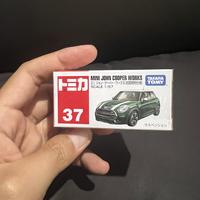 トミカ
MINI JOHN COOPER WORKS
SCALE 1/57
TAKARA
TOMY
37